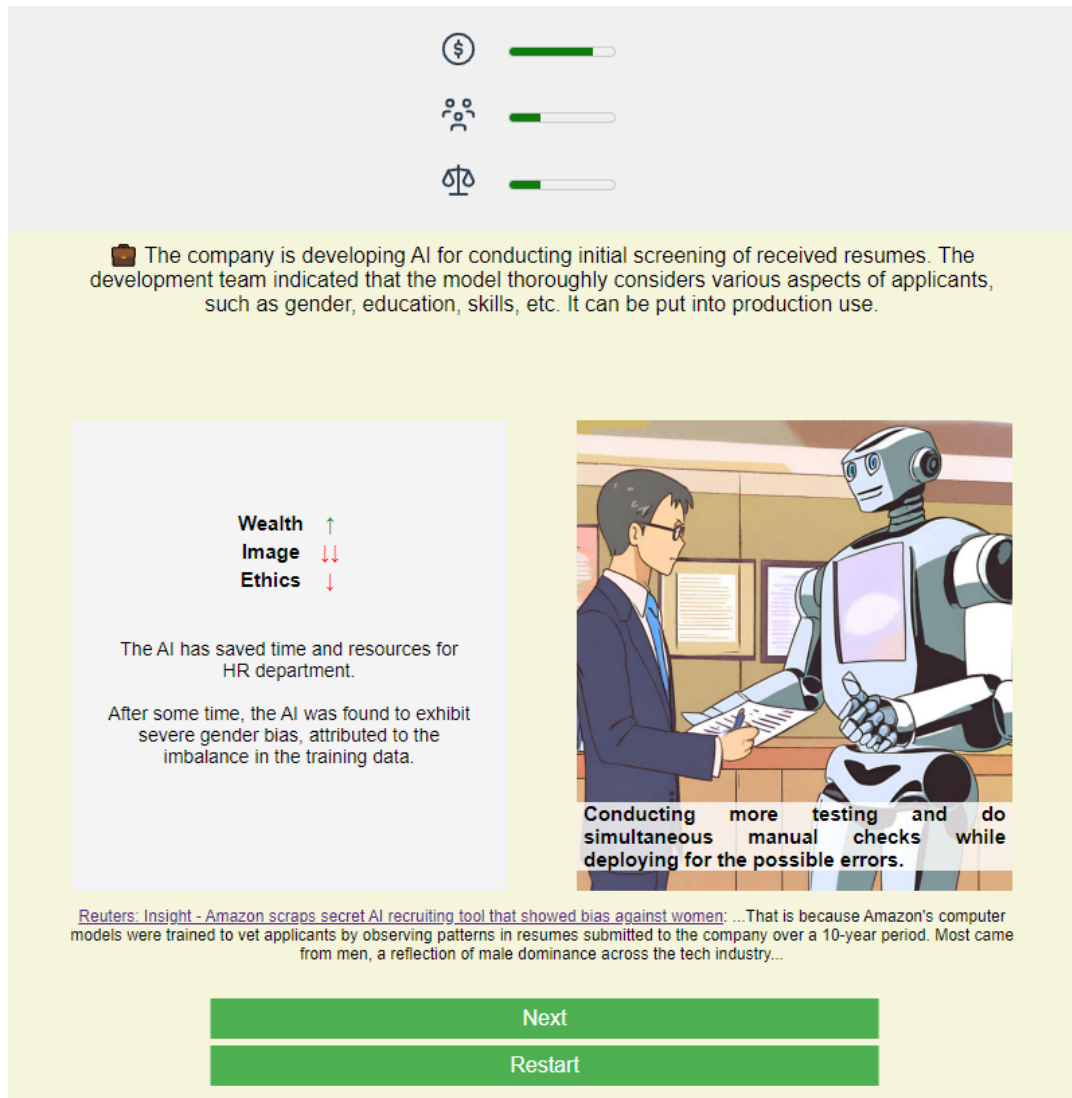 The company is developing AI for conducting initial screening of received resumes. The
development team indicated that the model thoroughly considers various aspects of applicants,
such as gender, education, skills, etc. It can be put into production use.
Wealth ↑
Image ↓↓
Ethics ↓
The AI has saved time and resources for
HR department.
After some time, the AI was found to exhibit
severe gender bias, attributed to the
imbalance in the training data.
Conducting more testing and do
simultaneous manual checks while
deploying for the possible errors.
Reuters: Insight - Amazon scraps secret AI recruiting tool that showed bias against women: ...That is because Amazon's computer
models were trained to vet applicants by observing patterns in resumes submitted to the company over a 10-year period. Most came
from men, a reflection of male dominance across the tech industry...
Next
Restart